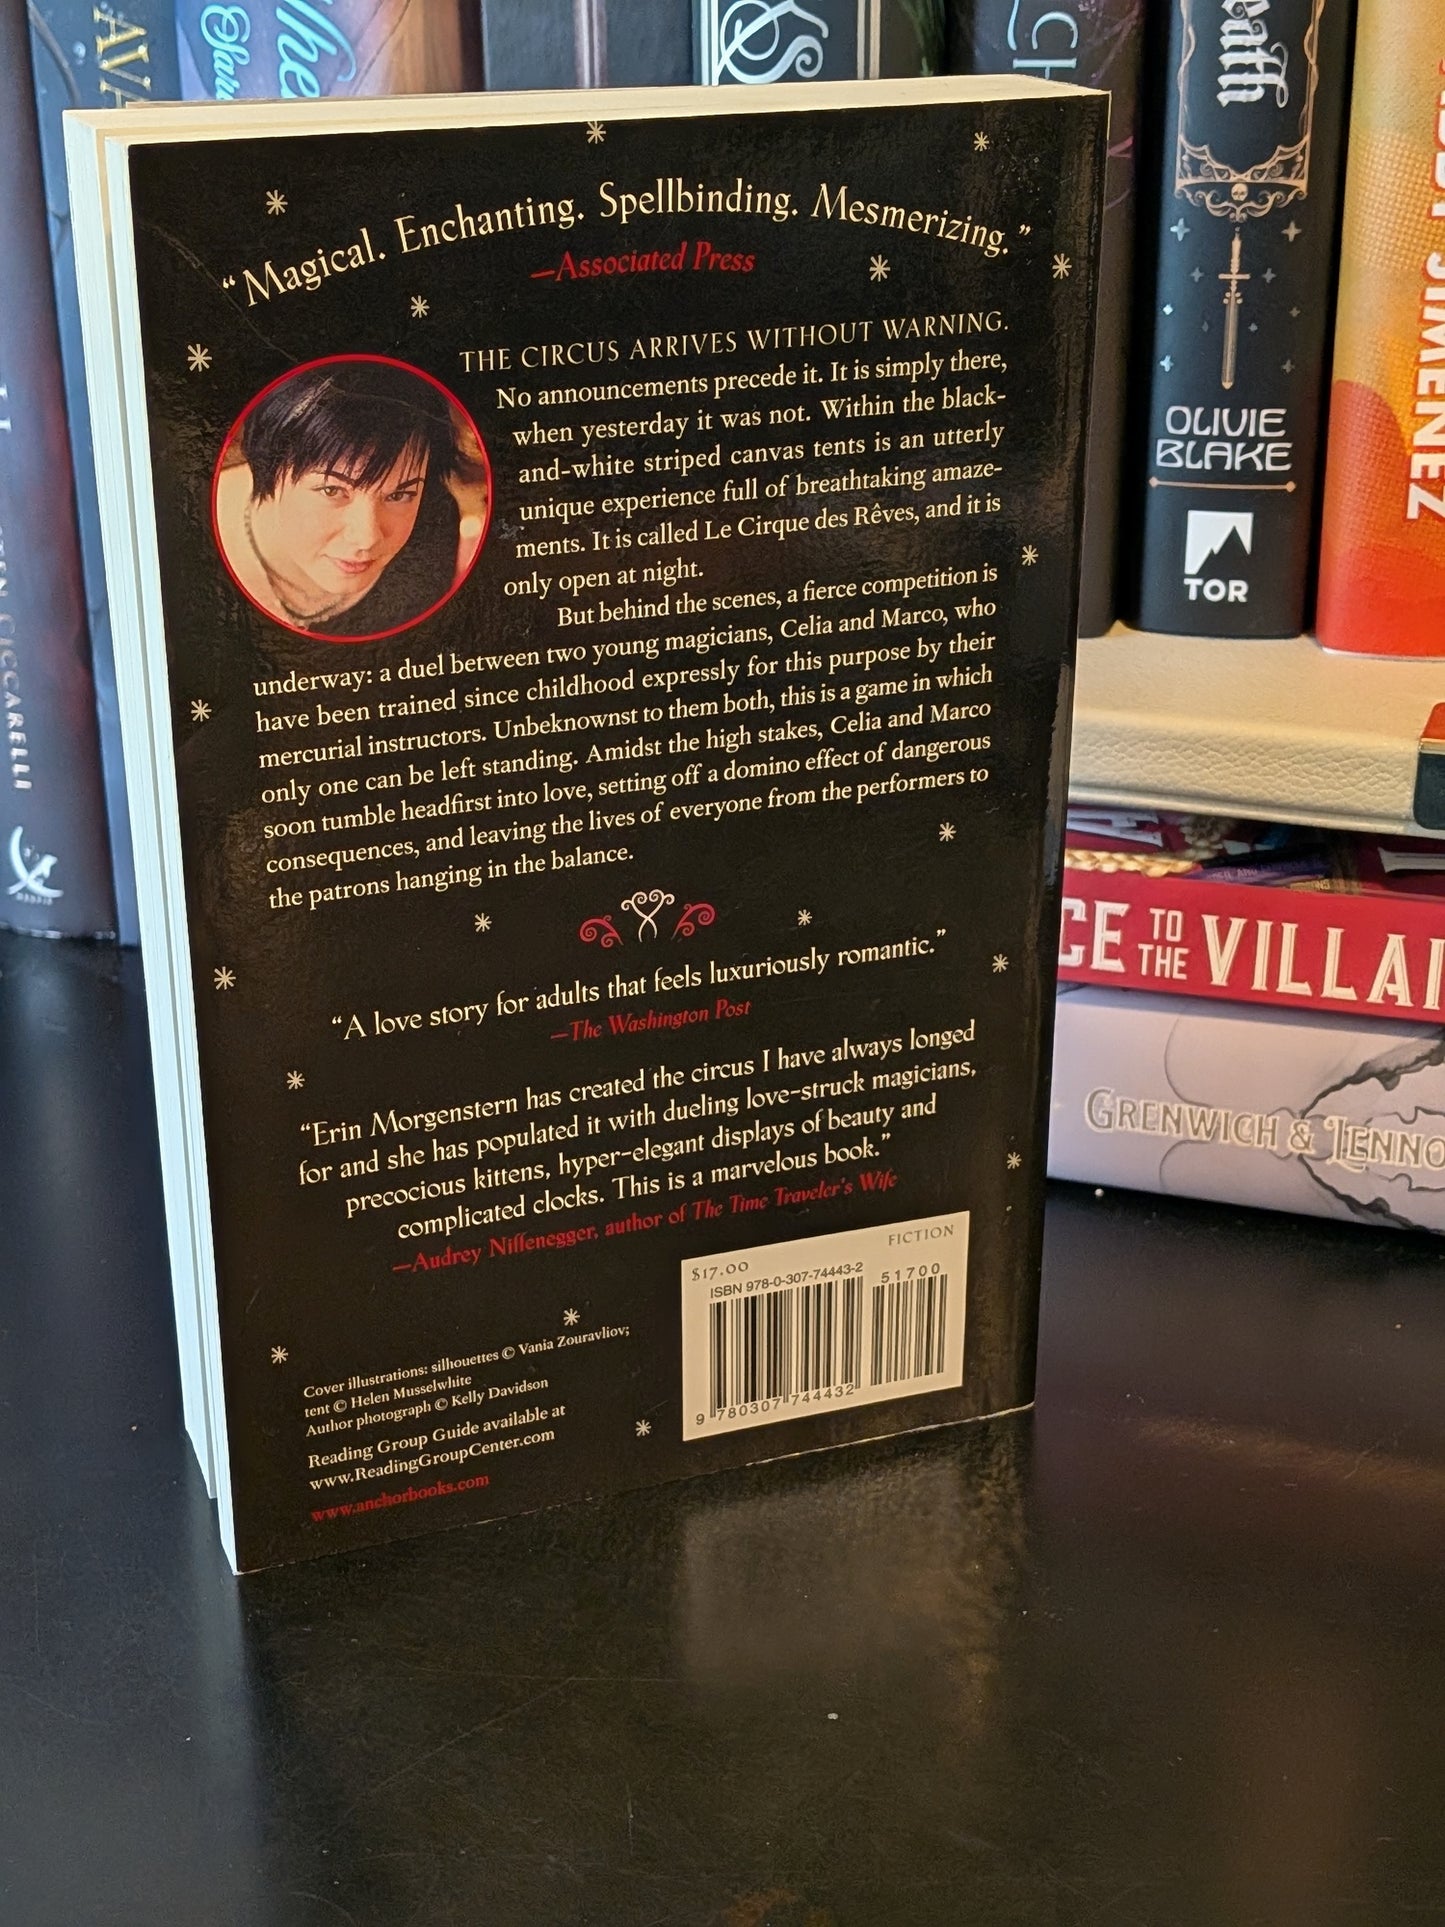 AVA
Sar
The
CH
"Magical. Enchanting. Spellbinding. Mesmerizing."
—Associated Press
THE CIRCUS ARRIVES WITHOUT WARNING.
No announcements precede it. It is simply there,
when yesterday it was not. Within the black-
and-white striped canvas tents is an utterly
unique experience full of breathtaking amaze-
ments. It is called Le Cirque des Rêves, and it is
only open at night.
But behind the scenes, a fierce competition is
underway: a duel between two young magicians, Celia and Marco, who
have been trained since childhood expressly for this purpose by their
mercurial instructors. Unbeknownst to them both, this is a game in which
only one can be left standing. Amidst the high stakes, Celia and Marco
soon tumble headfirst into love, setting off a domino effect of dangerous
consequences, and leaving the lives of everyone from the performers to
the patrons hanging in the balance.
"A love story for adults that feels luxuriously romantic."
—The Washington Post
"Erin Morgenstern has created the circus I have always longed
for and she has populated it with dueling love-struck magicians,
precocious kittens, hyper-elegant displays of beauty and
complicated clocks. This is a marvelous book."
—Audrey Niffenegger, author of The Time Traveler's Wife
Cover illustrations: silhouettes © Vania Zouravliov;
tent © Helen Musselwhite
Author photograph © Kelly Davidson
Reading Group Guide available at
www.ReadingGroupCenter.com
www.anchorbooks.com
$17.00
FICTION
ISBN 978-0-307-74443-2
51700
9 780307 744432
CICCARELLI
OLIVIE
BLAKE
TOR
JIMENEZ
CE TO THE VILLAI
GRENWICH & LENNO